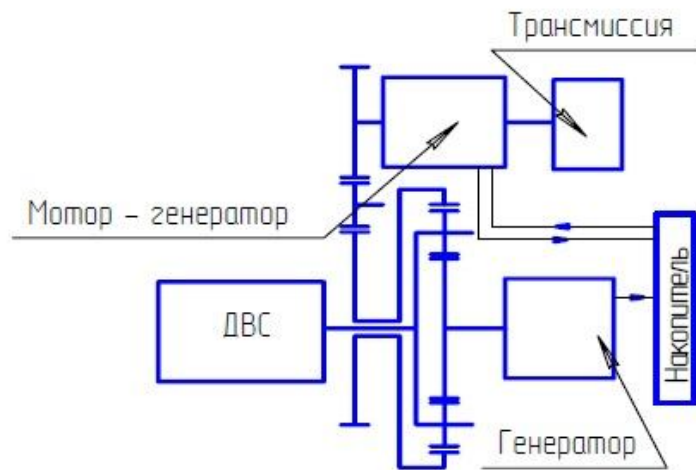 Трансмиссия
Мотор - генератор
ДВС
Накопитель
Генератор